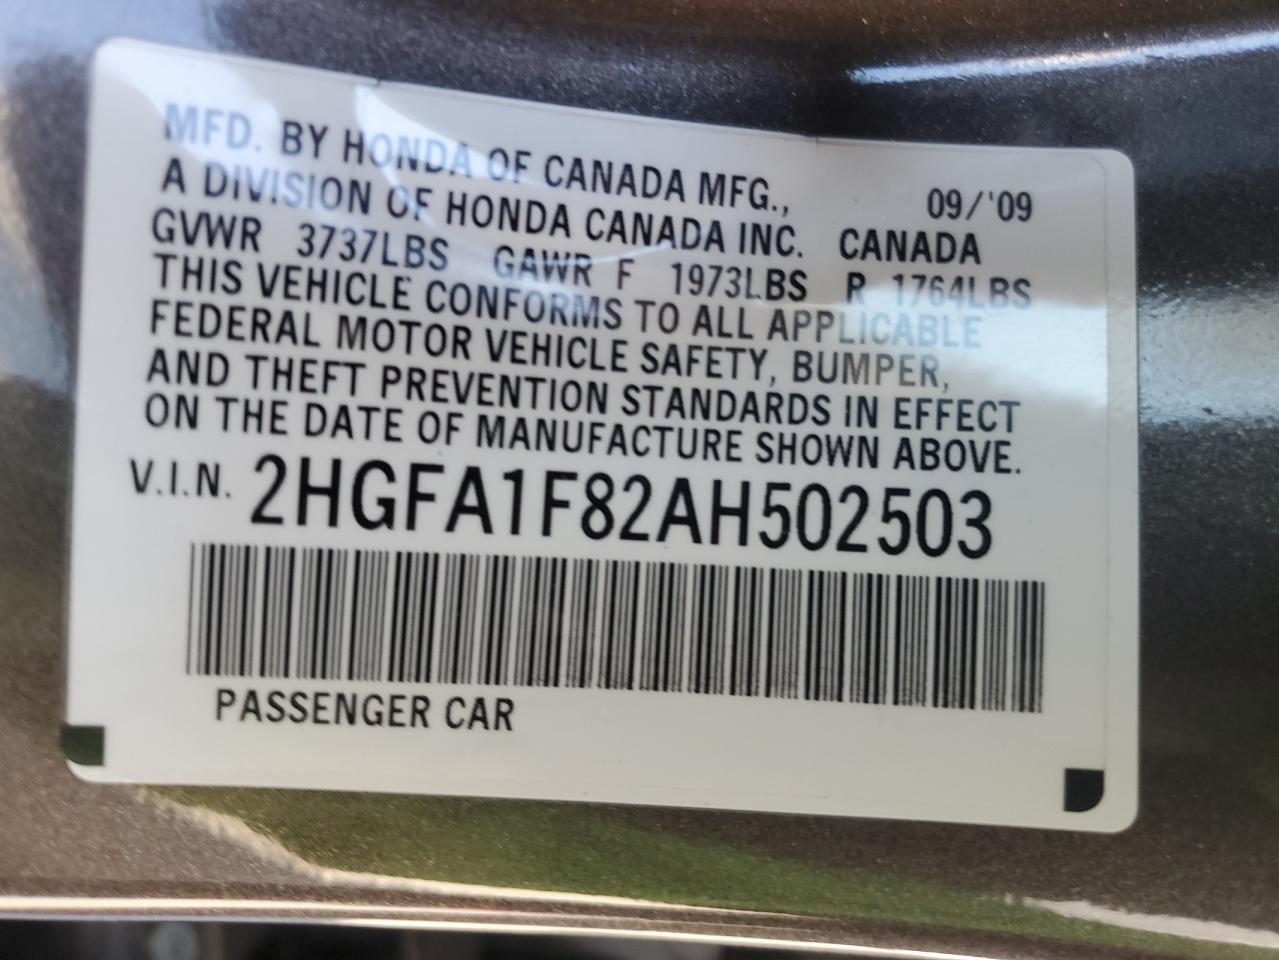 MFD. BY HONDA OF CANADA MFG., 09/'09
A DIVISION OF HONDA CANADA INC. CANADA
GVWR 3737LBS GAWR F 1973LBS R 1764LBS
THIS VEHICLE CONFORMS TO ALL APPLICABLE
FEDERAL MOTOR VEHICLE SAFETY, BUMPER,
AND THEFT PREVENTION STANDARDS IN EFFECT
ON THE DATE OF MANUFACTURE SHOWN ABOVE.
V.I.N. 2HGFA1F82AH502503
PASSENGER CAR